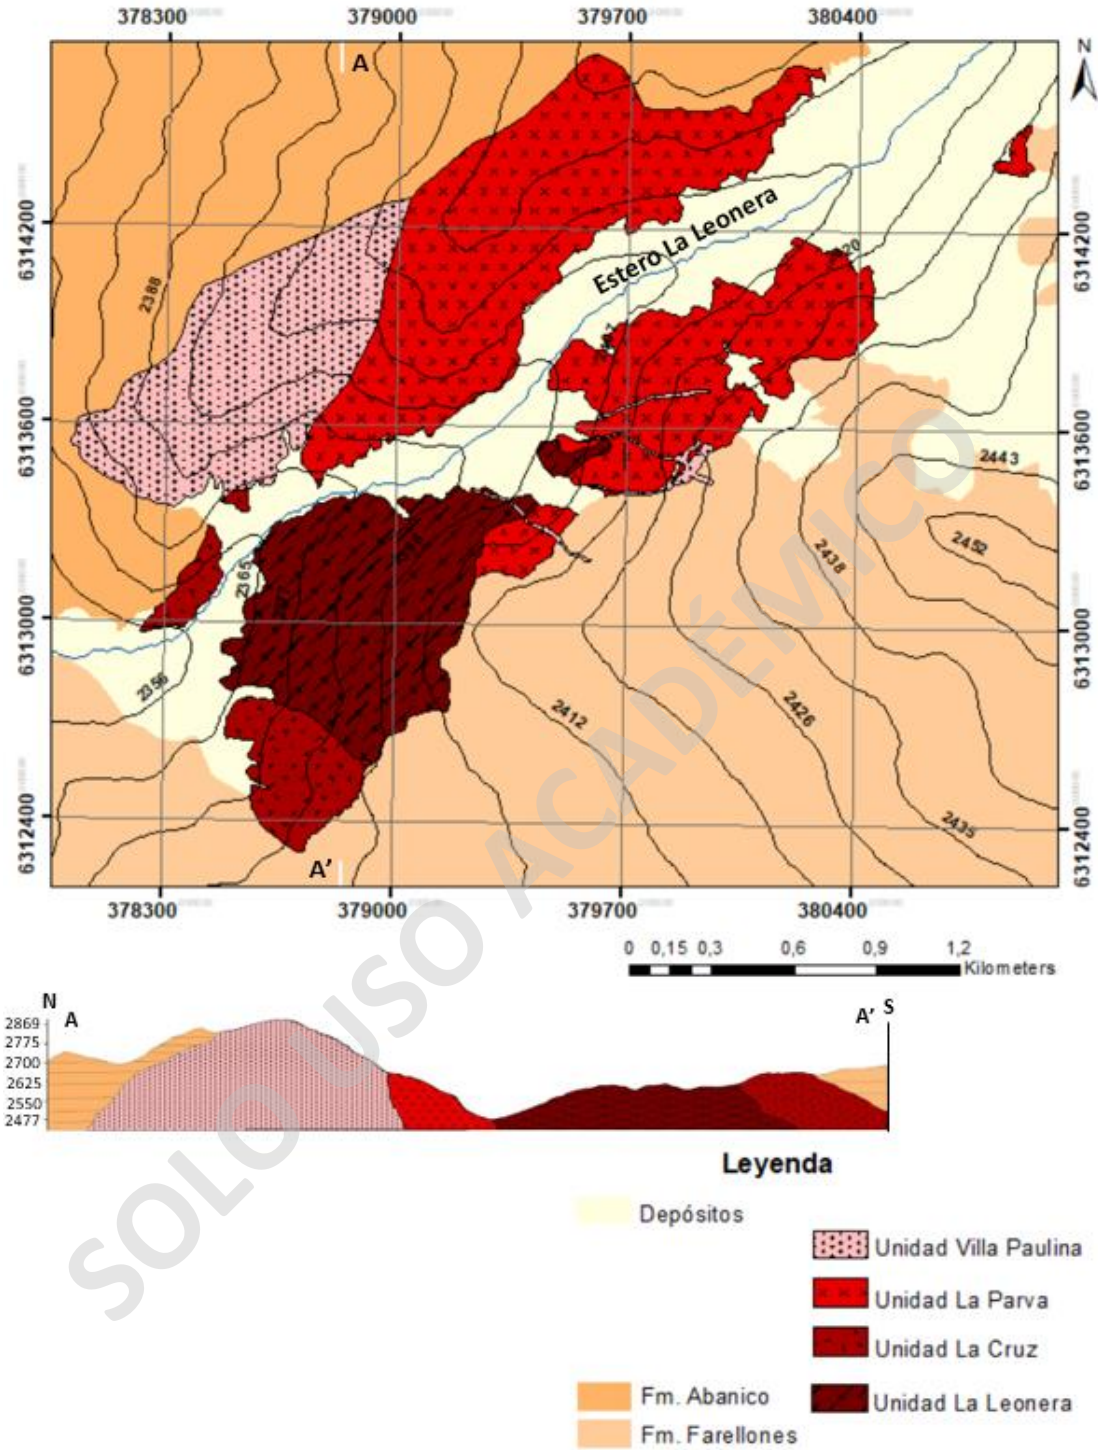 378300 379000 379700 380400
A
N
6314200
6314200
Estero La Leonera
2388
2420
6313600
6313600
2443
2452
2438
2365
6313000
6313000
2356
2412
2426
2435
6312400
6312400
A'
378300 379000 379700 380400
0 0,15 0,3 0,6 0,9 1,2
Kilometers
N
A
A' S
2869
2775
2700
2625
2550
2477
Leyenda
Depósitos
Unidad Villa Paulina
Unidad La Parva
Unidad La Cruz
Fm. Abanico
Unidad La Leonera
Fm. Farellones
SOLO USO ACADÉMICO